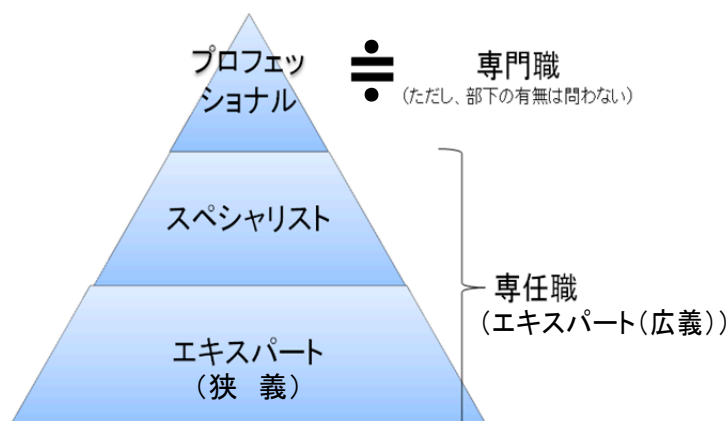 プロフェッ
ショナル
≒
専門職
(ただし、部下の有無は問わない)
スペシャリスト
専任職
(エキスパート(広義))
エキスパート
(狭　義)